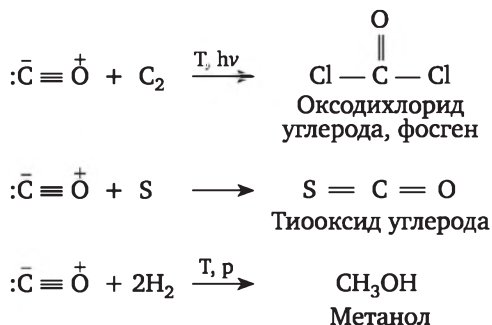 O
:C̄ ≡ O⁺ + C₂ T, hν → Cl — C — Cl
Оксодихлорид
углерода, фосген
:C̄ ≡ O⁺ + S → S = C = O
Тиооксид углерода
:C̄ ≡ O⁺ + 2H₂ T, p → CH₃OH
Метанол